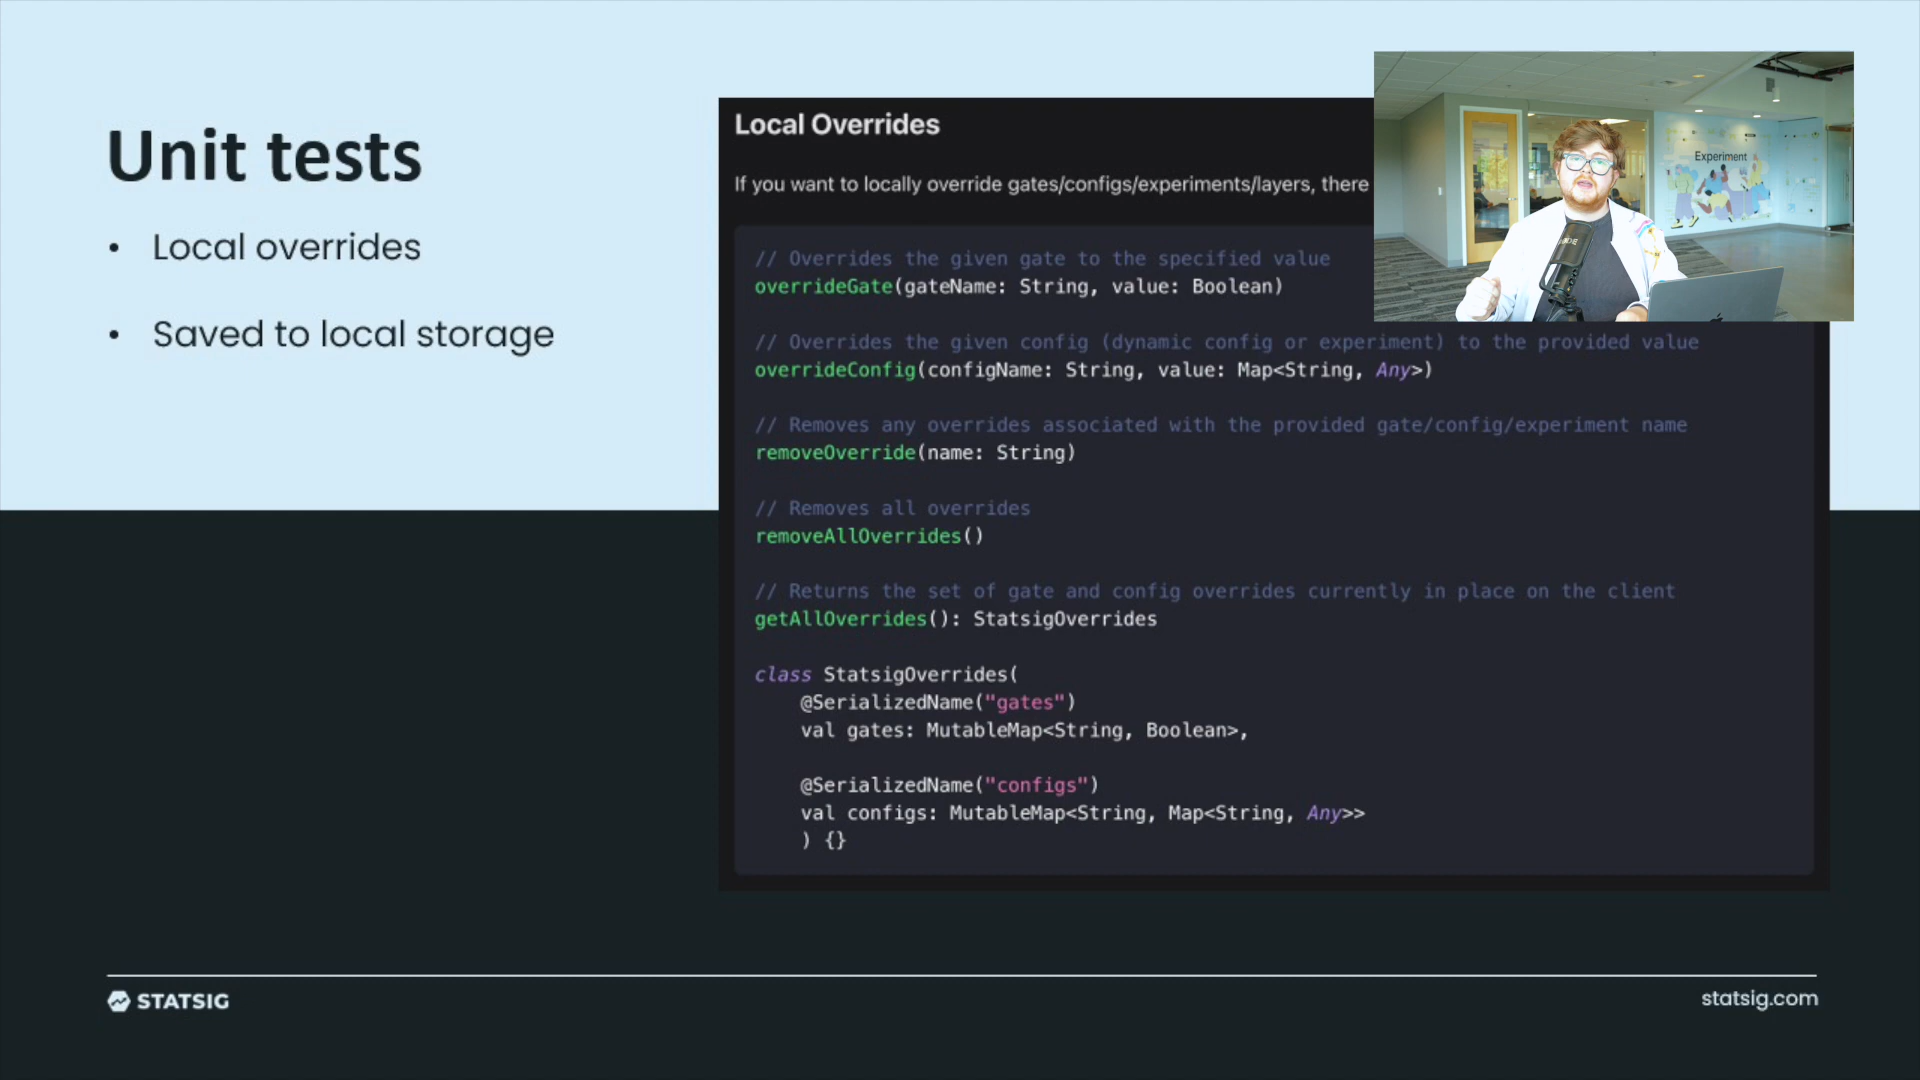 Unit tests
• Local overrides
• Saved to local storage
Local Overrides
If you want to locally override gates/configs/experiments/layers, there
// Overrides the given gate to the specified value
overrideGate(gateName: String, value: Boolean)
// Overrides the given config (dynamic config or experiment) to the provided value
overrideConfig(configName: String, value: Map<String, Any>)
// Removes any overrides associated with the provided gate/config/experiment name
removeOverride(name: String)
// Removes all overrides
removeAllOverrides()
// Returns the set of gate and config overrides currently in place on the client
getAllOverrides(): StatsigOverrides
class StatsigOverrides(
@SerializedName("gates")
val gates: MutableMap<String, Boolean>,
@SerializedName("configs")
val configs: MutableMap<String, Map<String, Any>>
) {}
Experiment
STATSIG
statsig.com